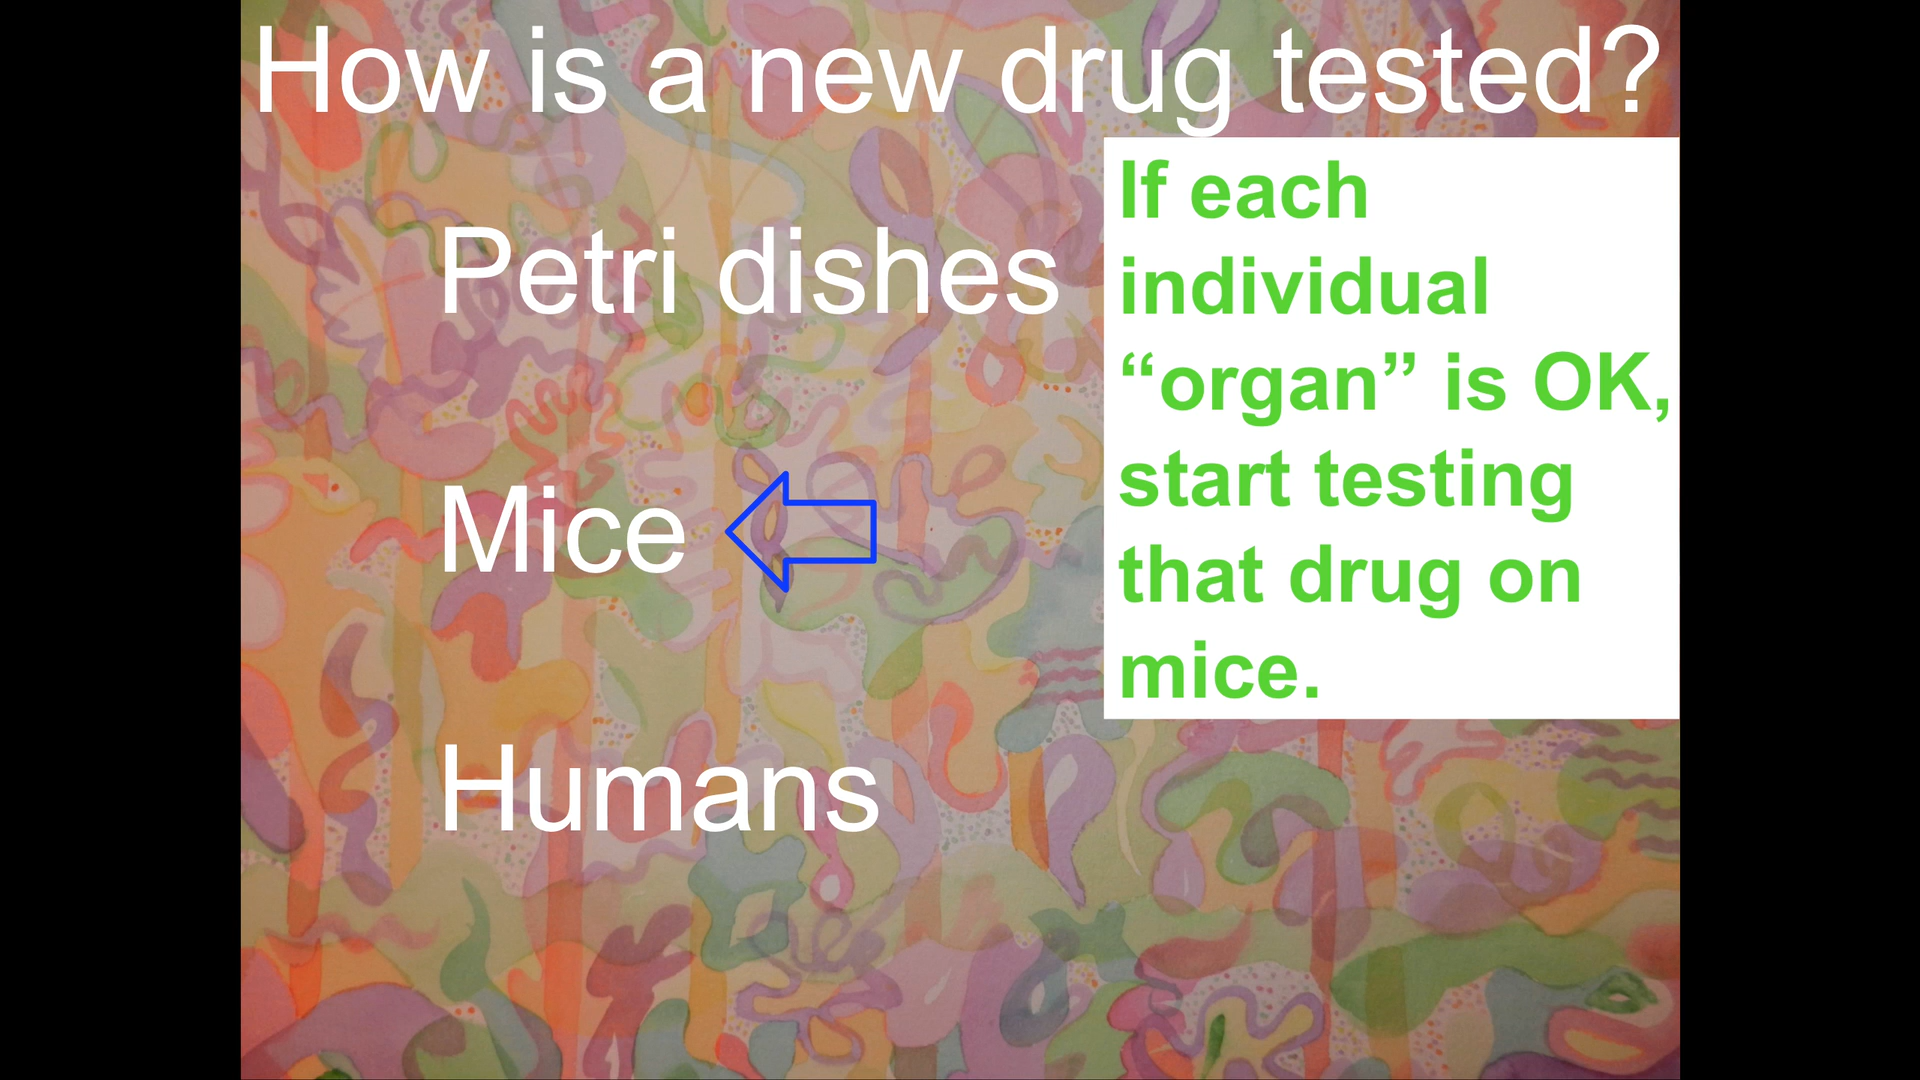 How is a new drug tested?
Petri dishes
Mice
Humans
If each
individual
“organ” is OK,
start testing
that drug on
mice.